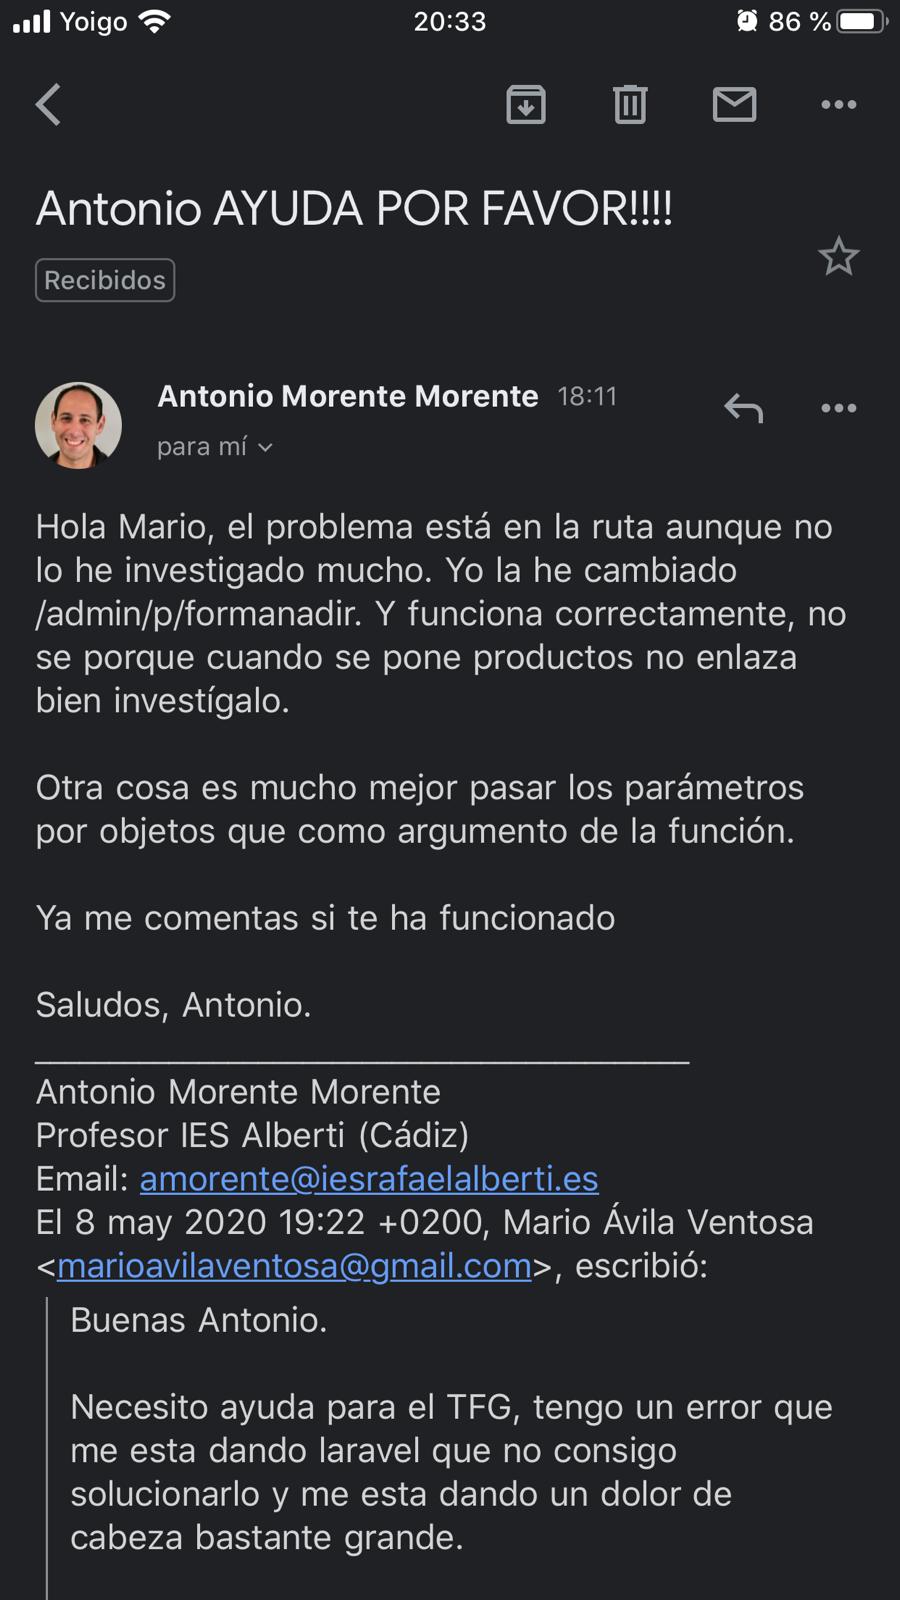 Yoigo 20:33 86 %
Antonio AYUDA POR FAVOR!!!!
Recibidos
Antonio Morente Morente 18:11
para mí
Hola Mario, el problema está en la ruta aunque no
lo he investigado mucho. Yo la he cambiado
/admin/p/formanadir. Y funciona correctamente, no
se porque cuando se pone productos no enlaza
bien investígalo.
Otra cosa es mucho mejor pasar los parámetros
por objetos que como argumento de la función.
Ya me comentas si te ha funcionado
Saludos, Antonio.
Antonio Morente Morente
Profesor IES Alberti (Cádiz)
Email: amorente@iesrafaelalberti.es
El 8 may 2020 19:22 +0200, Mario Ávila Ventosa
<marioavilaventosa@gmail.com>, escribió:
Buenas Antonio.
Necesito ayuda para el TFG, tengo un error que
me esta dando laravel que no consigo
solucionarlo y me esta dando un dolor de
cabeza bastante grande.